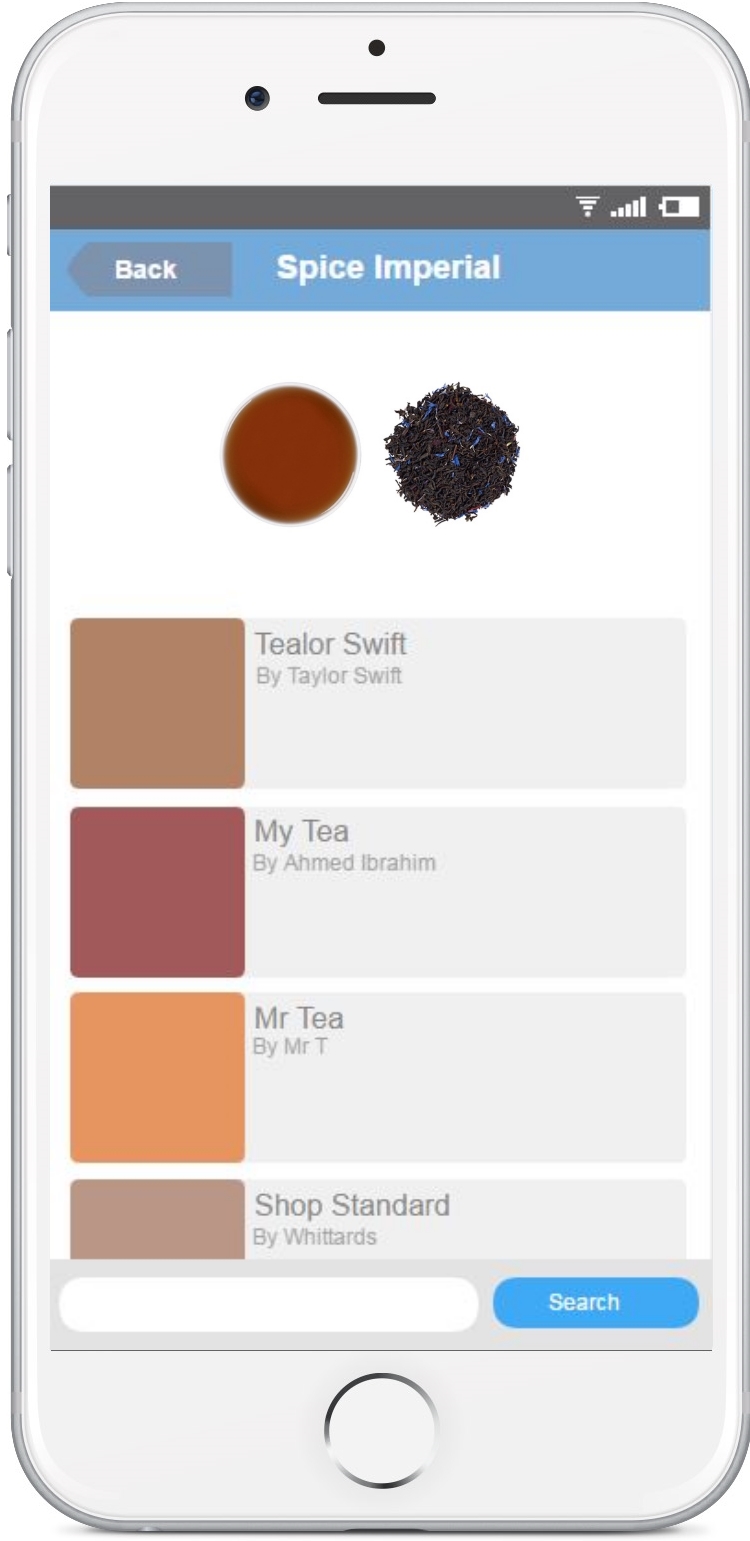 Back
Spice Imperial
Tealor Swift
By Taylor Swift
My Tea
By Ahmed Ibrahim
Mr Tea
By Mr T
Shop Standard
By Whittards
Search